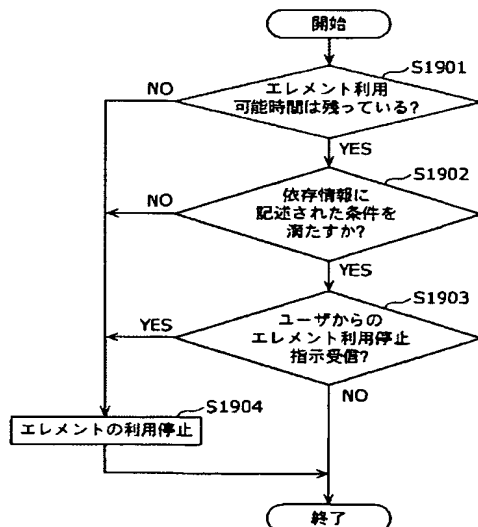 開始
S1901
NO
エレメント利用
可能時間は残っている?
YES
S1902
NO
依存情報に
記述された条件を
満たすか?
YES
S1903
YES
ユーザからの
エレメント利用停止
指示受信?
NO
S1904
エレメントの利用停止
終了